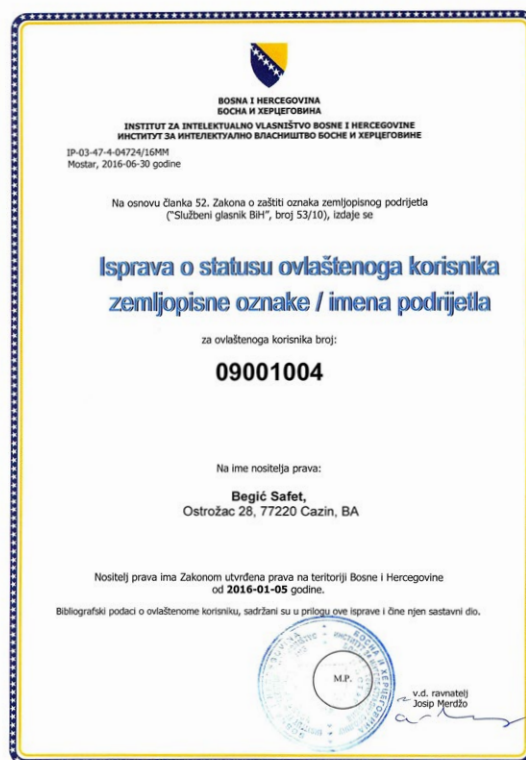 BOSNA I HERCEGOVINA
БОСНА И ХЕРЦЕГОВИНА
INSTITUT ZA INTELEKTUALNO VLASNIŠTVO BOSNE I HERCEGOVINE
ИНСТИТУТ ЗА ИНТЕЛЕКТУАЛНО ВЛАСНИШТВО БОСНЕ И ХЕРЦЕГОВИНЕ
IP-03-47-4-04724/16MM
Mostar, 2016-06-30 godine
Na osnovu članka 52. Zakona o zaštiti oznaka zemljopisnog podrijetla
("Službeni glasnik BiH", broj 53/10), izdaje se
Isprava o statusu ovlaštenoga korisnika
zemljopisne oznake / imena podrijetla
za ovlaštenoga korisnika broj:
09001004
Na ime nositelja prava:
Begić Safet,
Ostrožac 28, 77220 Cazin, BA
Nositelj prava ima Zakonom utvrđena prava na teritoriji Bosne i Hercegovine
od 2016-01-05 godine.
Bibliografski podaci o ovlaštenome korisniku, sadržani su u prilogu ove isprave i čine njen sastavni dio.
M.P.
v.d. ravnatelj
Josip Merdžo